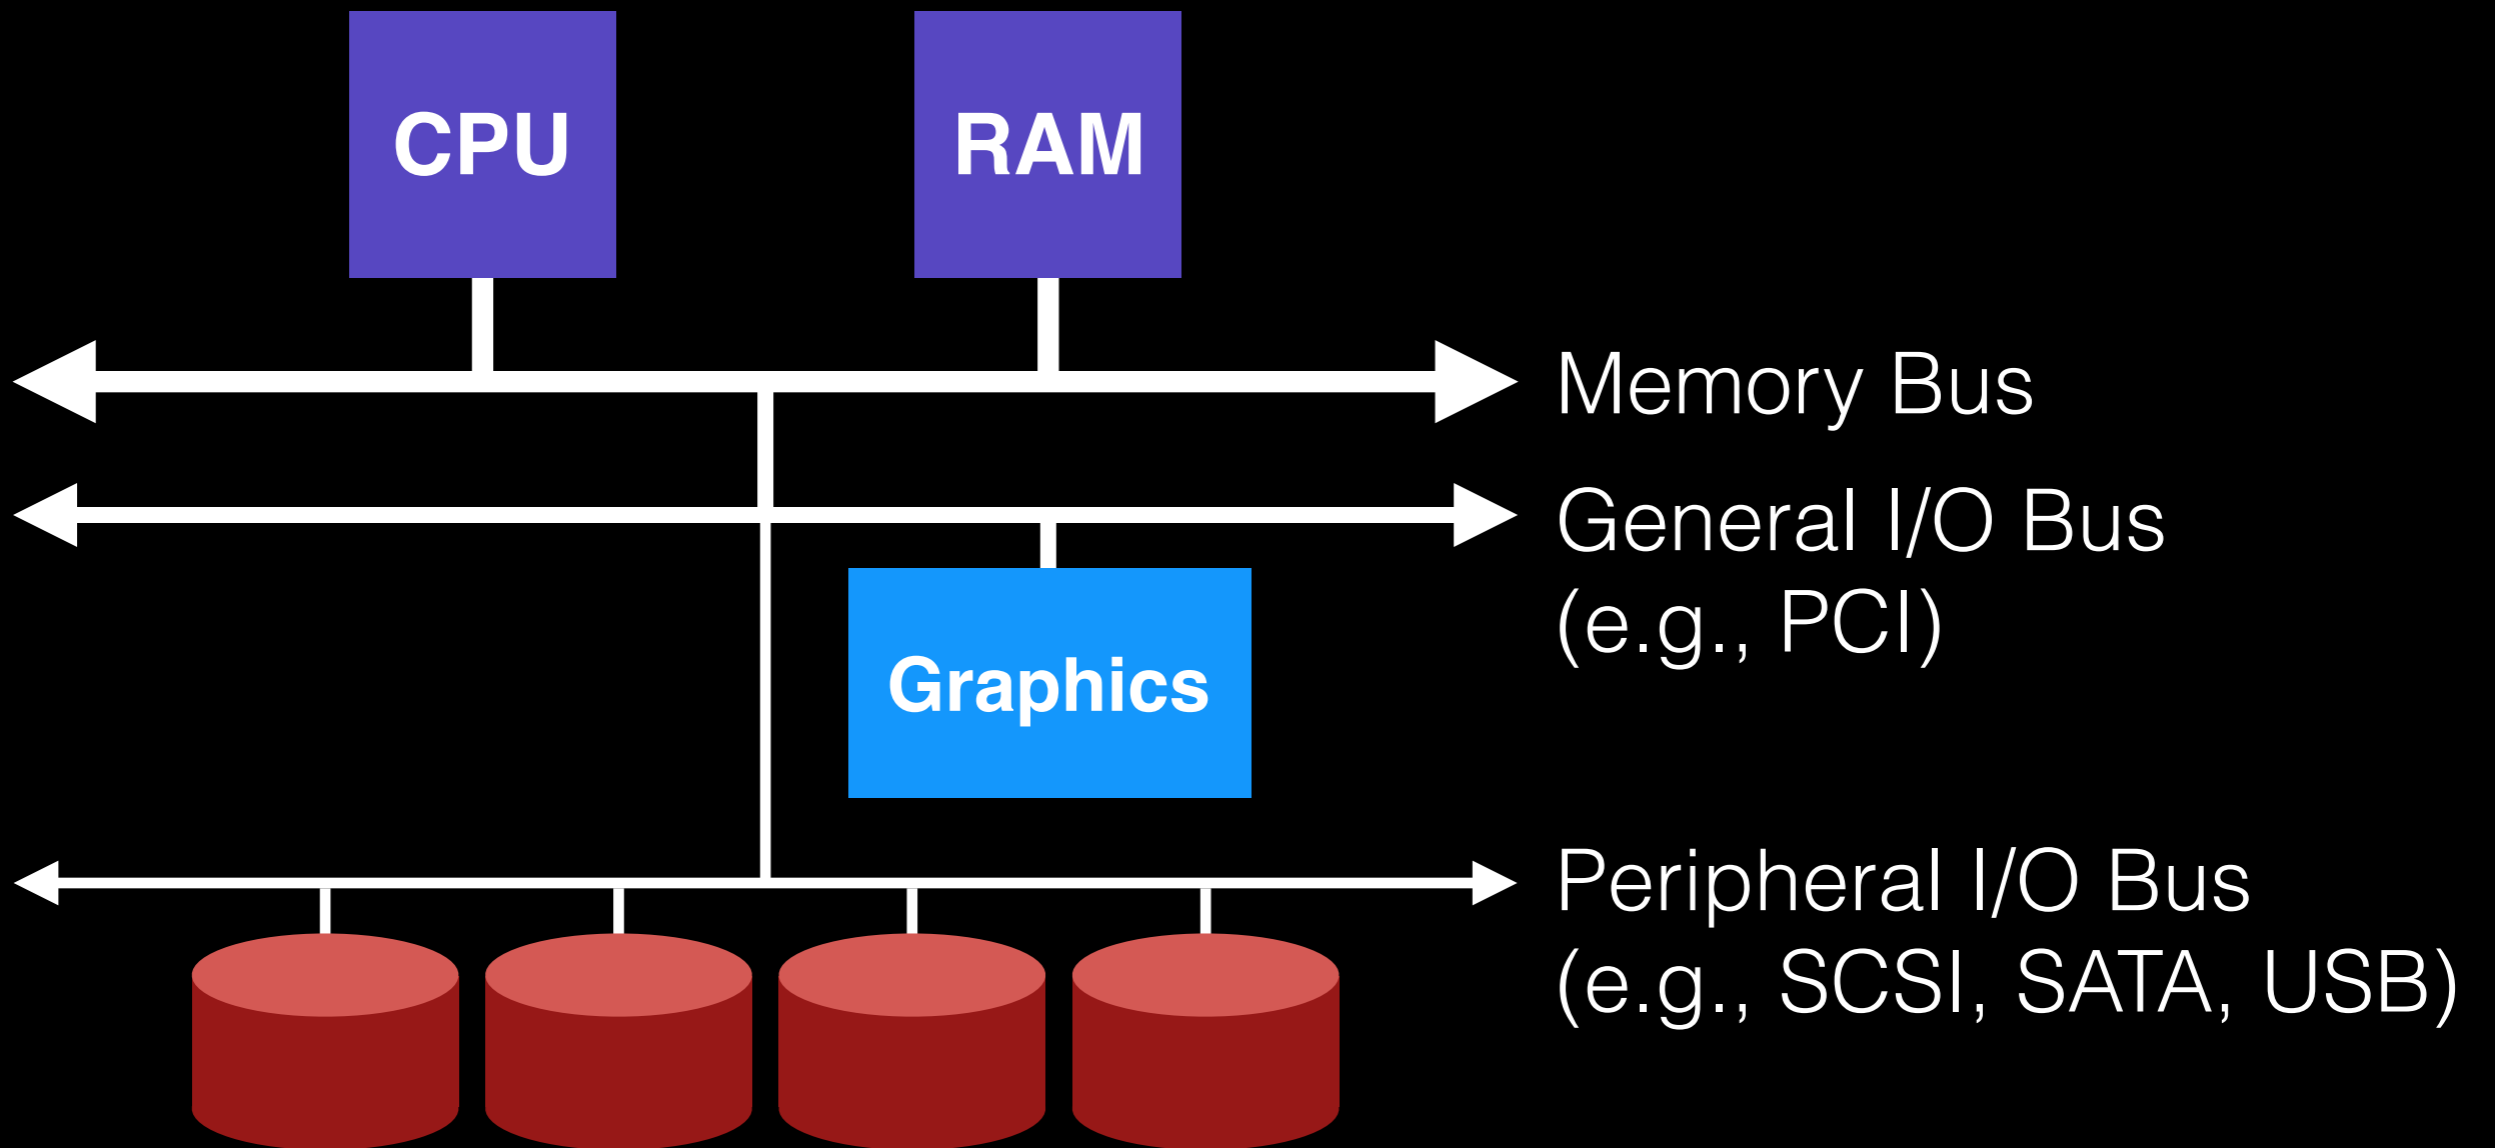 CPU
RAM
Memory Bus
General I/O Bus
(e.g., PCI)
Graphics
Peripheral I/O Bus
(e.g., SCSI, SATA, USB)